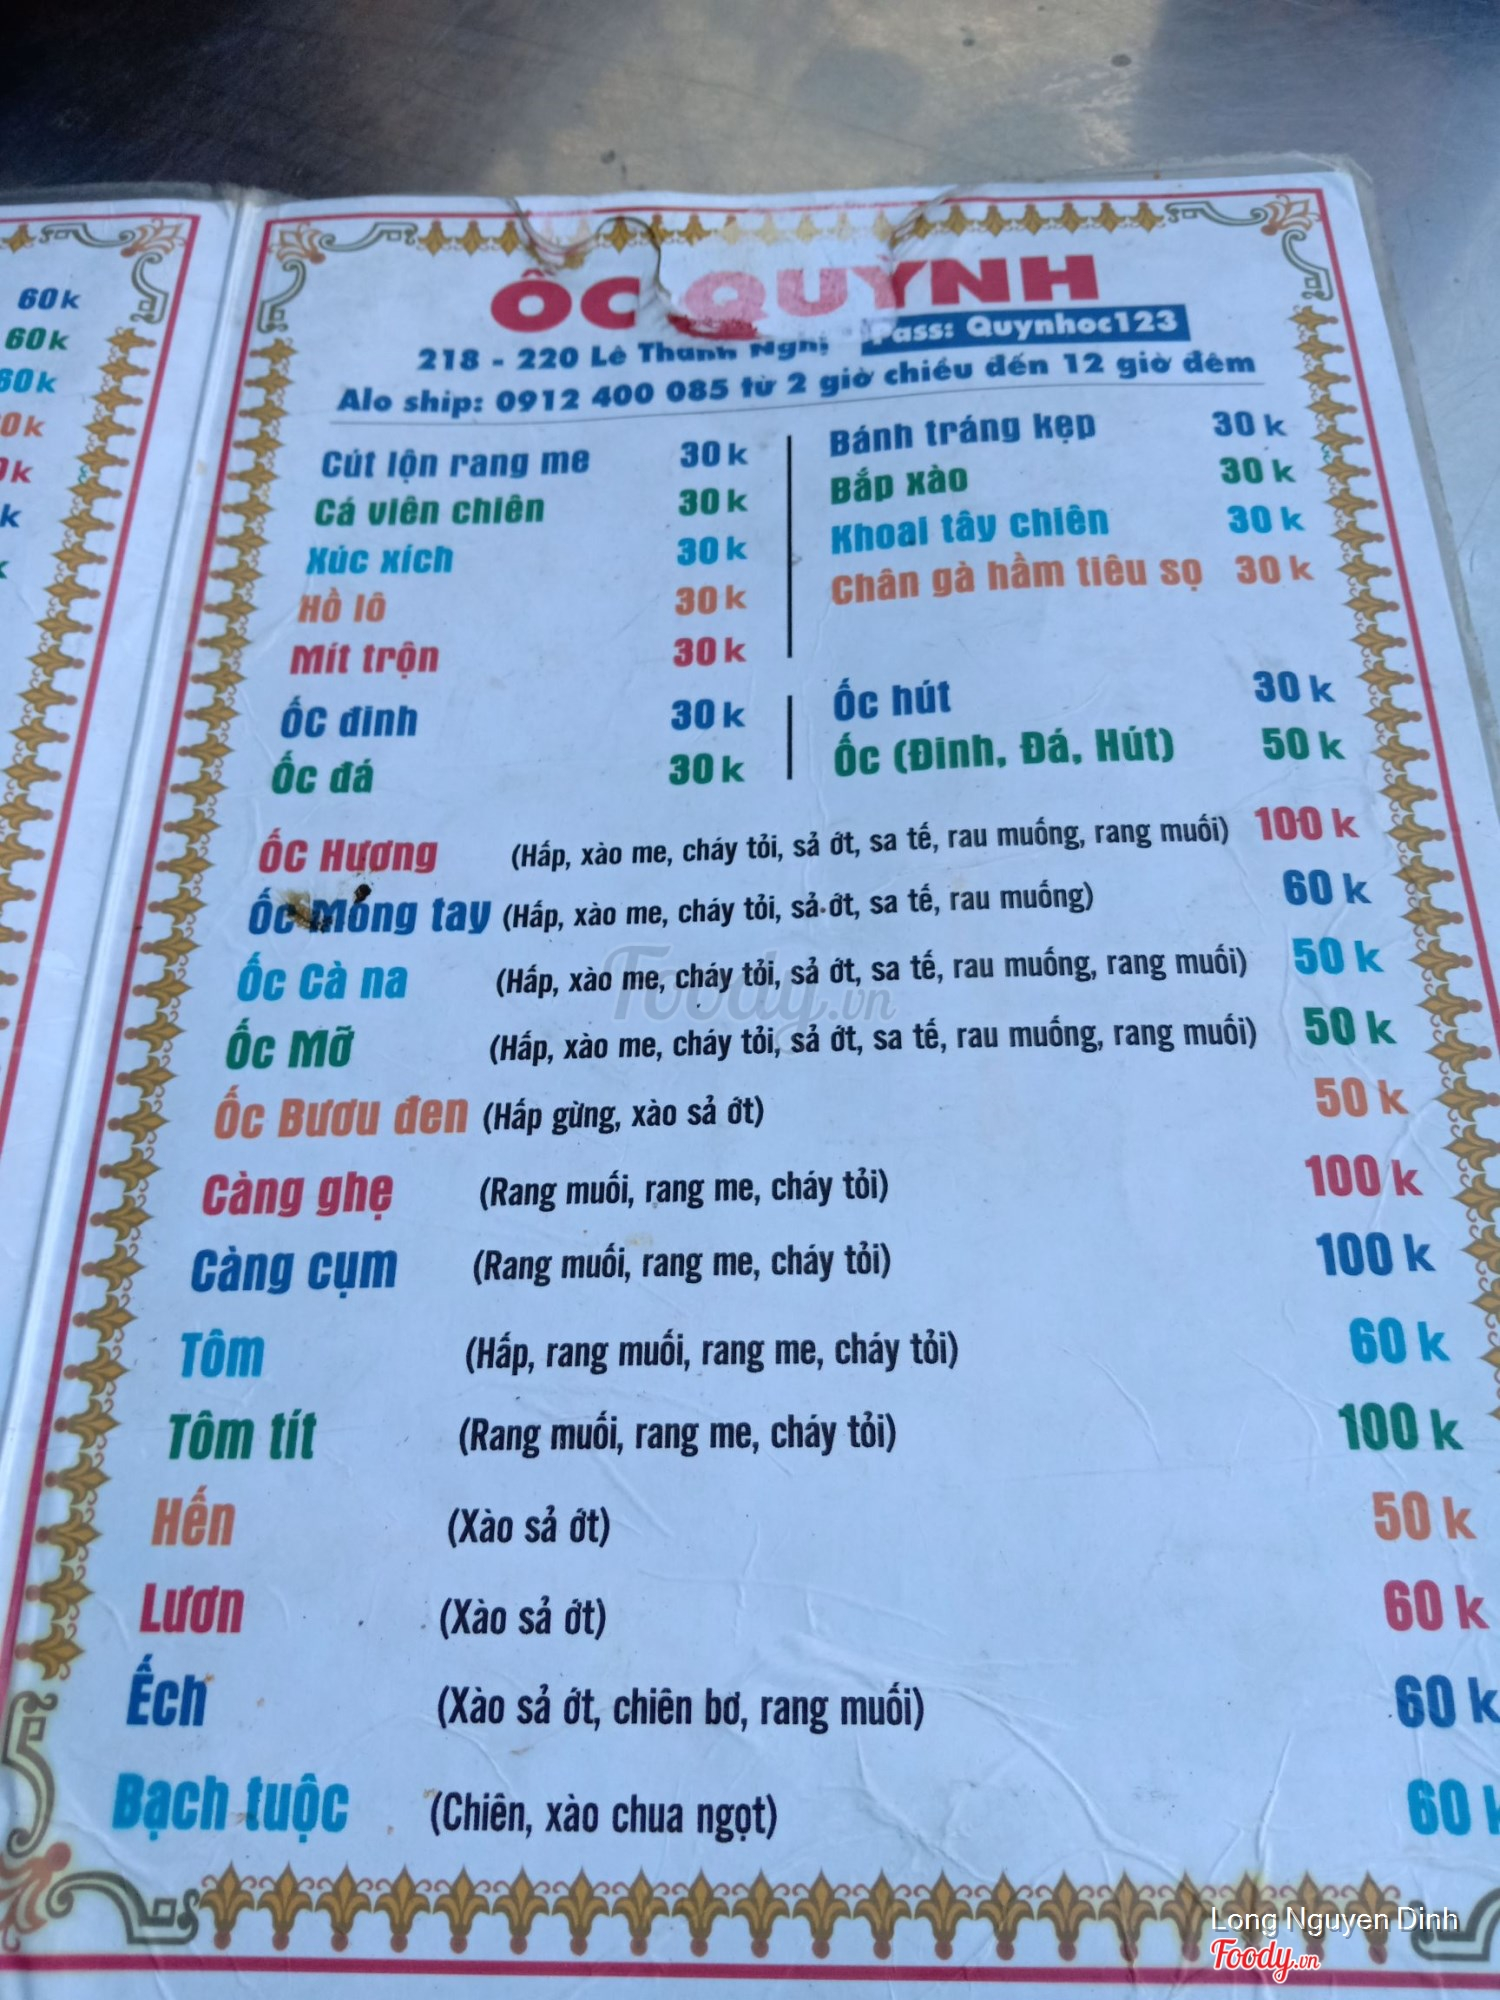 60 k
60 k
60 k
0 k
k
k
ỐC QUỲNH
218 - 220 Lê Thanh Nghị Pass: Quynhoc123
Alo ship: 0912 400 085 từ 2 giờ chiều đến 12 giờ đêm
Cút lộn rang me 30 k
Cá viên chiên 30 k
Xúc xích 30 k
Hồ lô 30 k
Mít trộn 30 k
Bánh tráng kẹp 30 k
Bắp xào 30 k
Khoai tây chiên 30 k
Chân gà hầm tiêu sọ 30 k
Ốc đinh 30 k
Ốc đá 30 k
Ốc hút 30 k
Ốc (Đinh, Đá, Hút) 50 k
Ốc Hương (Hấp, xào me, cháy tỏi, sả ớt, sa tế, rau muống, rang muối) 100 k
Ốc Móng tay (Hấp, xào me, cháy tỏi, sả ớt, sa tế, rau muống) 60 k
Ốc Cà na (Hấp, xào me, cháy tỏi, sả ớt, sa tế, rau muống, rang muối) 50 k
Foody.vn
Ốc Mỡ (Hấp, xào me, cháy tỏi, sả ớt, sa tế, rau muống, rang muối) 50 k
Ốc Bươu đen (Hấp gừng, xào sả ớt) 50 k
Càng ghẹ (Rang muối, rang me, cháy tỏi) 100 k
Càng cụm (Rang muối, rang me, cháy tỏi) 100 k
Tôm (Hấp, rang muối, rang me, cháy tỏi) 60 k
Tôm tít (Rang muối, rang me, cháy tỏi) 100 k
Hến (Xào sả ớt) 50 k
Lươn (Xào sả ớt) 60 k
Ếch (Xào sả ớt, chiên bơ, rang muối) 60 k
Bạch tuộc (Chiên, xào chua ngọt) 60 k
Long Nguyen Dinh
Foody.vn